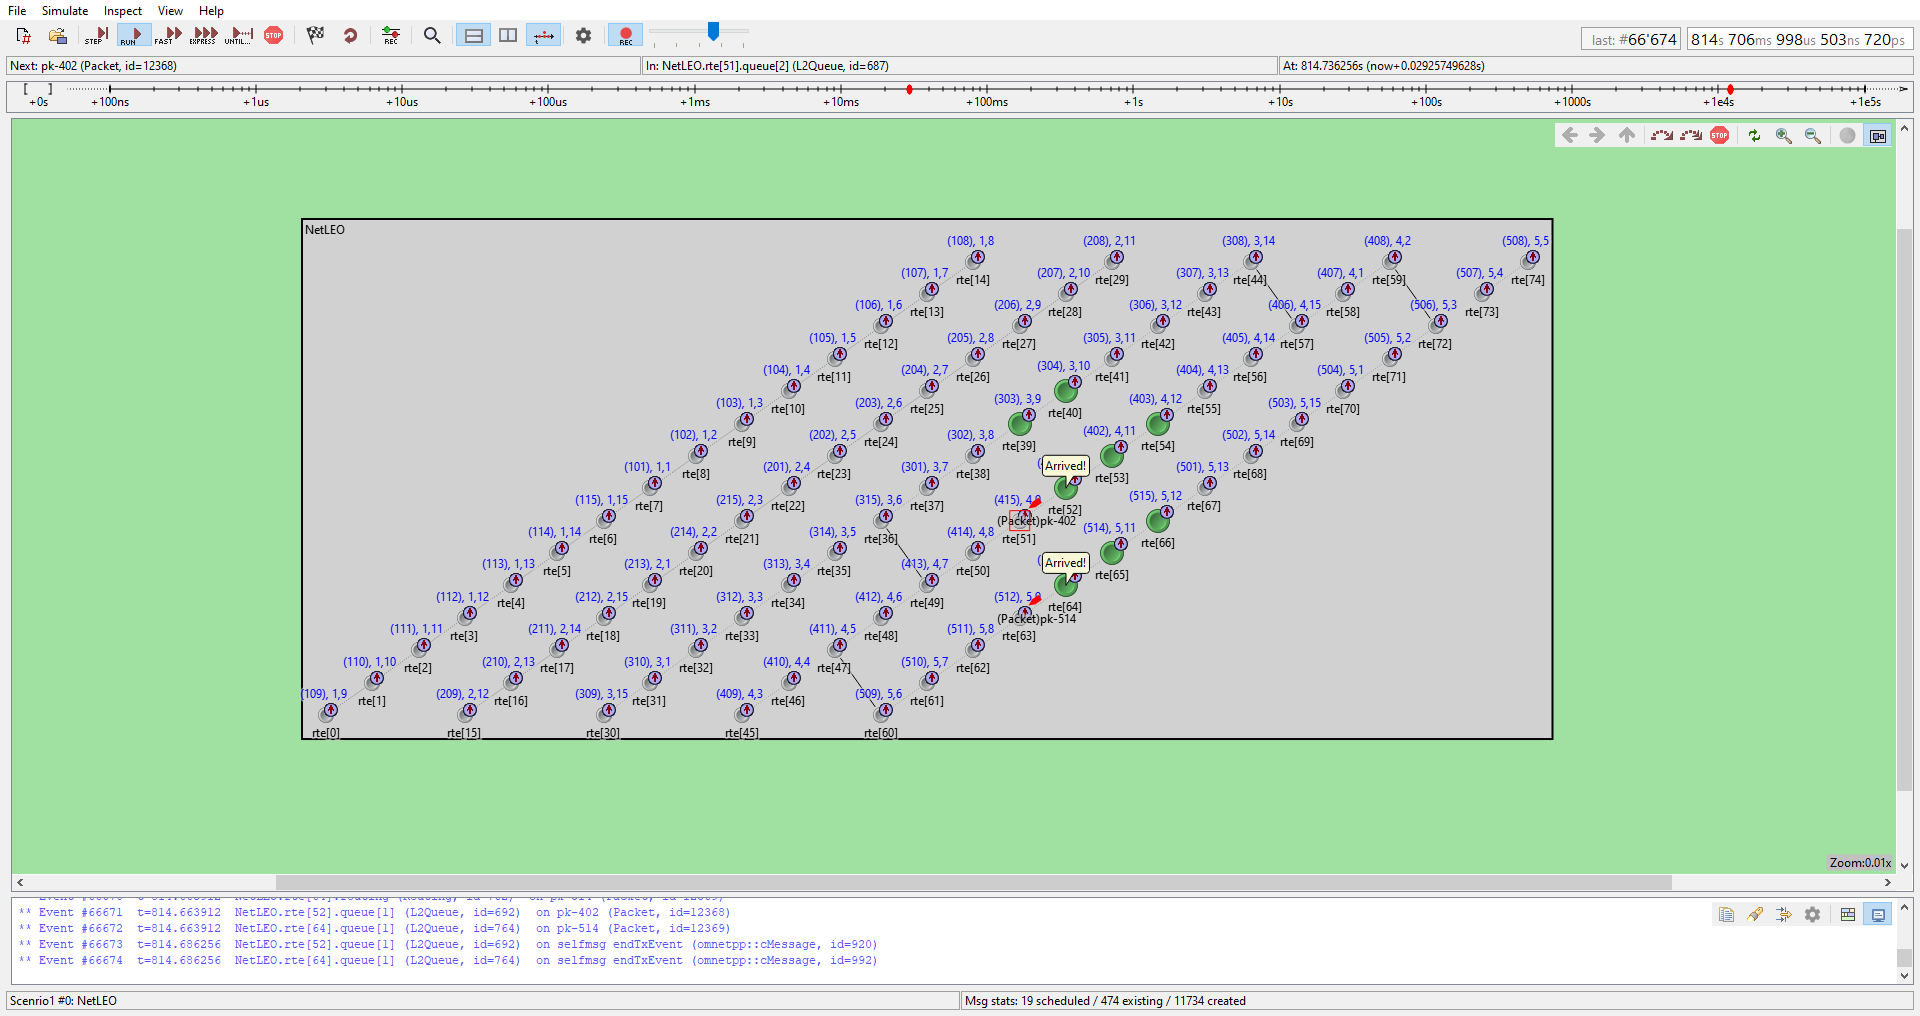 File Simulate Inspect View Help
STEP RUN FAST EXPRESS UNTIL... STOP REC REC
last: #66'674 814s 706ms 998us 503ns 720ps
Next: pk-402 (Packet, id=12368) In: NetLEO.rte[51].queue[2] (L2Queue, id=687) At: 814.736256s (now+0.02925749628s)
[ ] +0s +100ns +1us +10us +100us +1ms +10ms +100ms +1s +10s +100s +1000s +1e4s +1e5s
STOP
NetLEO
(108), 1,8 (208), 2,11 (308), 3,14 (408), 4,2 (508), 5,5
(107), 1,7 rte[14] (207), 2,10 rte[29] (307), 3,13 rte[44] (407), 4,1 rte[59] (507), 5,4 rte[74]
(106), 1,6 rte[13] (206), 2,9 rte[28] (306), 3,12 rte[43] (406), 4,15 rte[58] (506), 5,3 rte[73]
(105), 1,5 rte[12] (205), 2,8 rte[27] (305), 3,11 rte[42] (405), 4,14 rte[57] (505), 5,2 rte[72]
(104), 1,4 rte[11] (204), 2,7 rte[26] (304), 3,10 rte[41] (404), 4,13 rte[56] (504), 5,1 rte[71]
(103), 1,3 rte[10] (203), 2,6 rte[25] (303), 3,9 rte[40] (403), 4,12 rte[55] (503), 5,15 rte[70]
(102), 1,2 rte[9] (202), 2,5 rte[24] (302), 3,8 rte[39] (402), 4,11 rte[54] (502), 5,14 rte[69]
(101), 1,1 rte[8] (201), 2,4 rte[23] (301), 3,7 rte[38] Arrived! rte[53] (501), 5,13 rte[68]
(115), 1,15 rte[7] (215), 2,3 rte[22] (315), 3,6 rte[37] (415), 4,9 rte[52] (515), 5,12 rte[67]
(Packet)pk-402
(114), 1,14 rte[6] (214), 2,2 rte[21] (314), 3,5 rte[36] (414), 4,8 rte[51] (514), 5,11 rte[66]
(113), 1,13 rte[5] (213), 2,1 rte[20] (313), 3,4 rte[35] (413), 4,7 rte[50] Arrived! rte[65]
(112), 1,12 rte[4] (212), 2,15 rte[19] (312), 3,3 rte[34] (412), 4,6 rte[49] (512), 5,9 rte[64]
(Packet)pk-514
(111), 1,11 rte[3] (211), 2,14 rte[18] (311), 3,2 rte[33] (411), 4,5 rte[48] (511), 5,8 rte[63]
(110), 1,10 rte[2] (210), 2,13 rte[17] (310), 3,1 rte[32] (410), 4,4 rte[47] (510), 5,7 rte[62]
(109), 1,9 rte[1] (209), 2,12 rte[16] (309), 3,15 rte[31] (409), 4,3 rte[46] (509), 5,6 rte[61]
rte[0] rte[15] rte[30] rte[45] rte[60]
Zoom:0.01x
** Event #66671 t=814.663912 NetLEO.rte[52].queue[1] (L2Queue, id=692) on pk-402 (Packet, id=12368)
** Event #66672 t=814.663912 NetLEO.rte[64].queue[1] (L2Queue, id=764) on pk-514 (Packet, id=12369)
** Event #66673 t=814.686256 NetLEO.rte[52].queue[1] (L2Queue, id=692) on selfmsg endTxEvent (omnetpp::cMessage, id=920)
** Event #66674 t=814.686256 NetLEO.rte[64].queue[1] (L2Queue, id=764) on selfmsg endTxEvent (omnetpp::cMessage, id=992)
Scenrio1 #0: NetLEO Msg stats: 19 scheduled / 474 existing / 11734 created